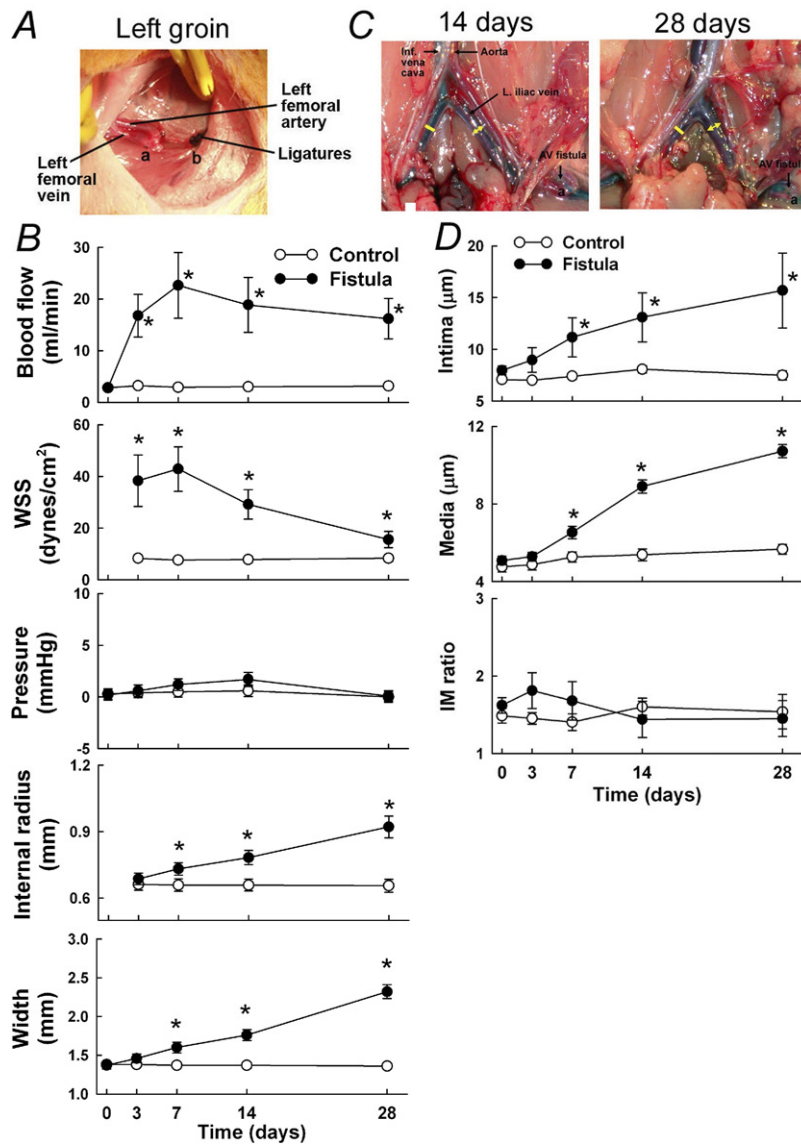 A
Left groin
Left
femoral
artery
Left
femoral
vein
a
b
Ligatures
C
14 days
28 days
Inf.
vena
cava
Aorta
L. iliac vein
AV fistula
a
AV fistula
a
B
Control
Fistula
Blood flow
(ml/min)
30
20
10
0
*
*
*
*
WSS
(dynes/cm²)
60
40
20
0
*
*
*
*
Pressure
(mmHg)
10
5
0
-5
Internal radius
(mm)
1.2
0.9
0.6
*
*
*
Width
(mm)
3.0
2.5
2.0
1.5
1.0
*
*
*
0 3 7 14 28
Time (days)
D
Control
Fistula
Intima (µm)
20
15
10
5
*
*
*
Media (µm)
12
8
4
*
*
*
IM ratio
3
2
1
0 3 7 14 28
Time (days)